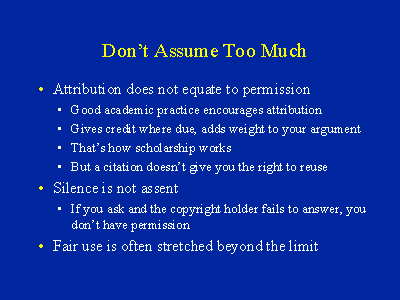 Don't Assume Too Much
• Attribution does not equate to permission
• Good academic practice encourages attribution
• Gives credit where due, adds weight to your argument
• That's how scholarship works
• But a citation doesn't give you the right to reuse
• Silence is not assent
• If you ask and the copyright holder fails to answer, you
don't have permission
• Fair use is often stretched beyond the limit